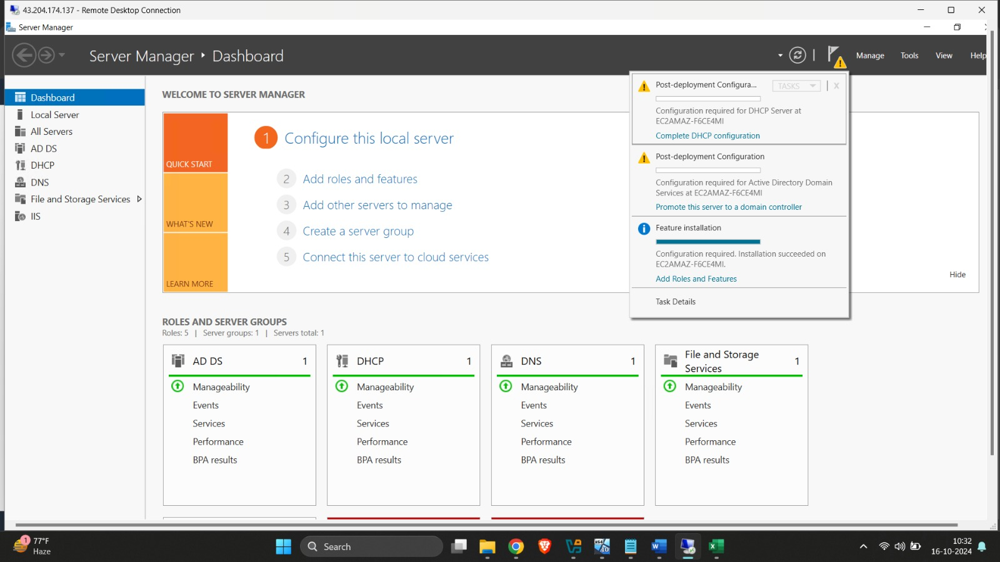 43.204.174.137 - Remote Desktop Connection
Server Manager
Server Manager
Dashboard
Manage
Tools
View
Help
Dashboard
Local Server
All Servers
AD DS
DHCP
DNS
File and Storage Services
IIS
WELCOME TO SERVER MANAGER
QUICK START
WHAT'S NEW
LEARN MORE
1
Configure this local server
2
Add roles and features
3
Add other servers to manage
4
Create a server group
5
Connect this server to cloud services
Hide
Post-deployment Configura...
TASKS
X
Configuration required for DHCP Server at
EC2AMAZ-F6CE4MI
Complete DHCP configuration
Post-deployment Configuration
Configuration required for Active Directory Domain
Services at EC2AMAZ-F6CE4MI
Promote this server to a domain controller
Feature installation
Configuration required. Installation succeeded on
EC2AMAZ-F6CE4MI.
Add Roles and Features
Task Details
ROLES AND SERVER GROUPS
Roles: 5 | Server groups: 1 | Servers total: 1
AD DS
1
Manageability
Events
Services
Performance
BPA results
DHCP
1
Manageability
Events
Services
Performance
BPA results
DNS
1
Manageability
Events
Services
Performance
BPA results
File and Storage
Services
1
Manageability
Events
Services
Performance
BPA results
1
77°F
Haze
Search
10:32
16-10-2024